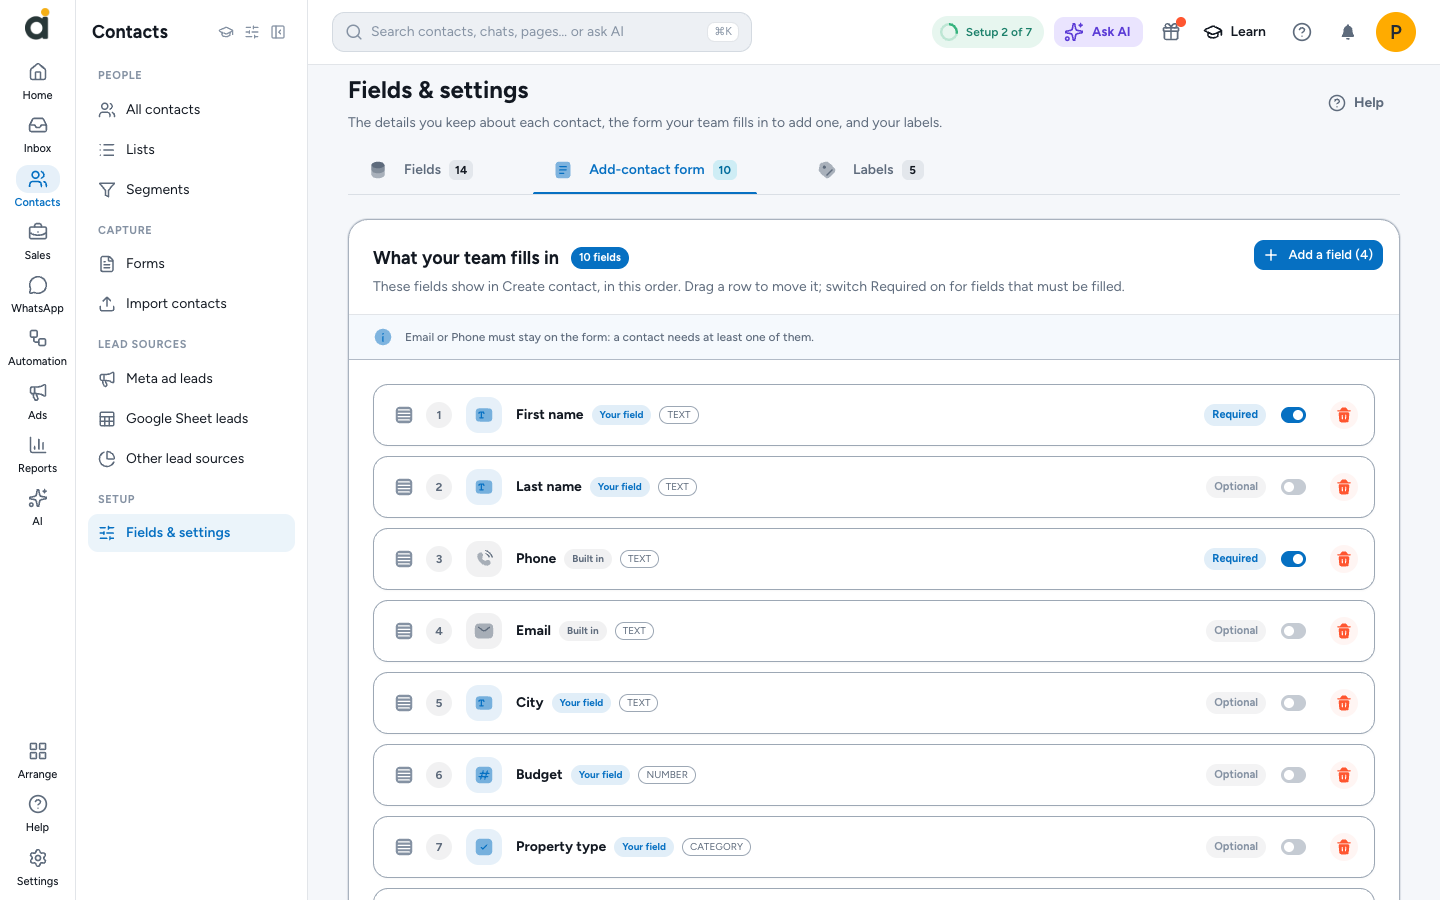 Contacts
Search contacts, chats, pages... or ask AI
⌘K
Setup 2 of 7
Ask AI
Learn
P
Home
Inbox
Contacts
Sales
WhatsApp
Automation
Ads
Reports
AI
Arrange
Help
Settings
PEOPLE
All contacts
Lists
Segments
CAPTURE
Forms
Import contacts
LEAD SOURCES
Meta ad leads
Google Sheet leads
Other lead sources
SETUP
Fields & settings
Fields & settings
The details you keep about each contact, the form your team fills in to add one, and your labels.
Help
Fields 14
Add-contact form 10
Labels 5
What your team fills in 10 fields
Add a field (4)
These fields show in Create contact, in this order. Drag a row to move it; switch Required on for fields that must be filled.
Email or Phone must stay on the form: a contact needs at least one of them.
1 First name Your field TEXT Required
2 Last name Your field TEXT Optional
3 Phone Built in TEXT Required
4 Email Built in TEXT Optional
5 City Your field TEXT Optional
6 Budget Your field NUMBER Optional
7 Property type Your field CATEGORY Optional